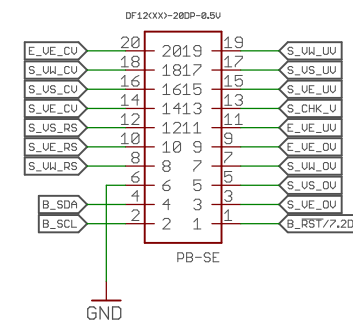 DF12(XX)-20DP-0.5V
E_VE_CV 20 2019 19 S_VW_UV
S_VW_CV 18 1817 17 S_VS_UV
S_VS_CV 16 1615 15 S_VE_UV
S_VE_CV 14 1413 13 S_CHK_V
S_VS_RS 12 1211 11 E_VE_UV
S_VE_RS 10 10 9 9 E_VE_OV
S_VW_RS 8 8 7 7 S_VW_OV
6 6 5 5 S_VS_OV
B_SDA 4 4 3 3 S_VE_OV
B_SCL 2 2 1 1 B_RST/7.2D
PB-SE
GND